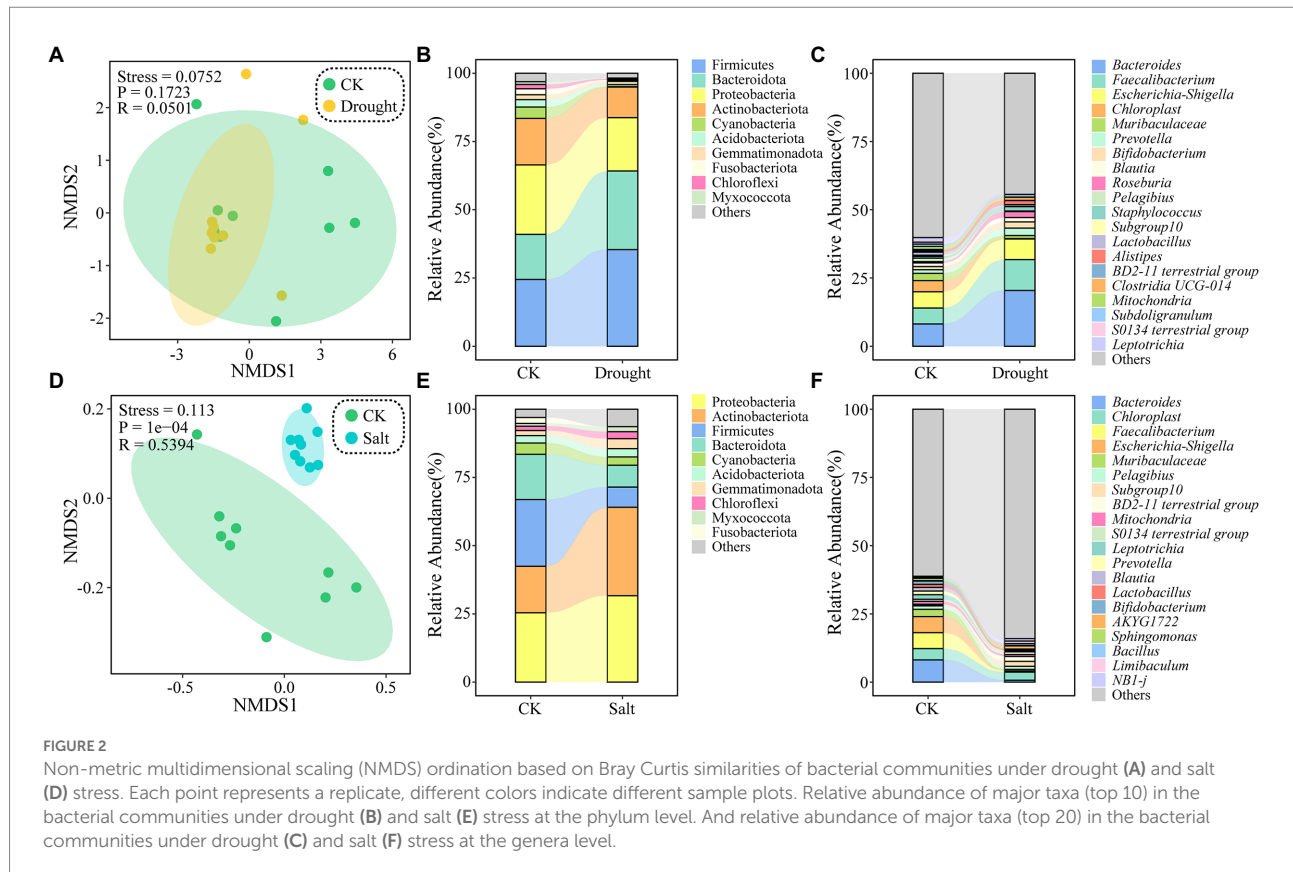 A
Stress = 0.0752
P = 0.1723
R = 0.0501
CK
Drought
2
1
0
-1
-2
-3
0
3
6
NMDS1
NMDS2
B
100
75
50
25
0
Relative Abundance(%)
CK
Drought
Firmicutes
Bacteroidota
Proteobacteria
Actinobacteriota
Cyanobacteria
Acidobacteriota
Gemmatimonadota
Fusobacteriota
Chloroflexi
Myxococcota
Others
C
100
75
50
25
0
Relative Abundance(%)
CK
Drought
Bacteroides
Faecalibacterium
Escherichia-Shigella
Chloroplast
Muribaculaceae
Prevotella
Bifidobacterium
Blautia
Roseburia
Pelagibius
Staphylococcus
Subgroup10
Lactobacillus
Alistipes
BD2-11 terrestrial group
Clostridia UCG-014
Mitochondria
Subdoligranulum
S0134 terrestrial group
Leptotrichia
Others
D
Stress = 0.113
P = 1e−04
R = 0.5394
CK
Salt
0.2
0.0
-0.2
-0.5
0.0
0.5
NMDS1
NMDS2
E
100
75
50
25
0
Relative Abundance(%)
CK
Salt
Proteobacteria
Actinobacteriota
Firmicutes
Bacteroidota
Cyanobacteria
Acidobacteriota
Gemmatimonadota
Chloroflexi
Myxococcota
Fusobacteriota
Others
F
100
75
50
25
0
Relative Abundance(%)
CK
Salt
Bacteroides
Chloroplast
Faecalibacterium
Escherichia-Shigella
Muribaculaceae
Pelagibius
Subgroup10
BD2-11 terrestrial group
Mitochondria
S0134 terrestrial group
Leptotrichia
Prevotella
Blautia
Lactobacillus
Bifidobacterium
AKYG1722
Sphingomonas
Bacillus
Limibaculum
NB1-j
Others
FIGURE 2
Non-metric multidimensional scaling (NMDS) ordination based on Bray Curtis similarities of bacterial communities under drought (A) and salt
(D) stress. Each point represents a replicate, different colors indicate different sample plots. Relative abundance of major taxa (top 10) in the
bacterial communities under drought (B) and salt (E) stress at the phylum level. And relative abundance of major taxa (top 20) in the bacterial
communities under drought (C) and salt (F) stress at the genera level.